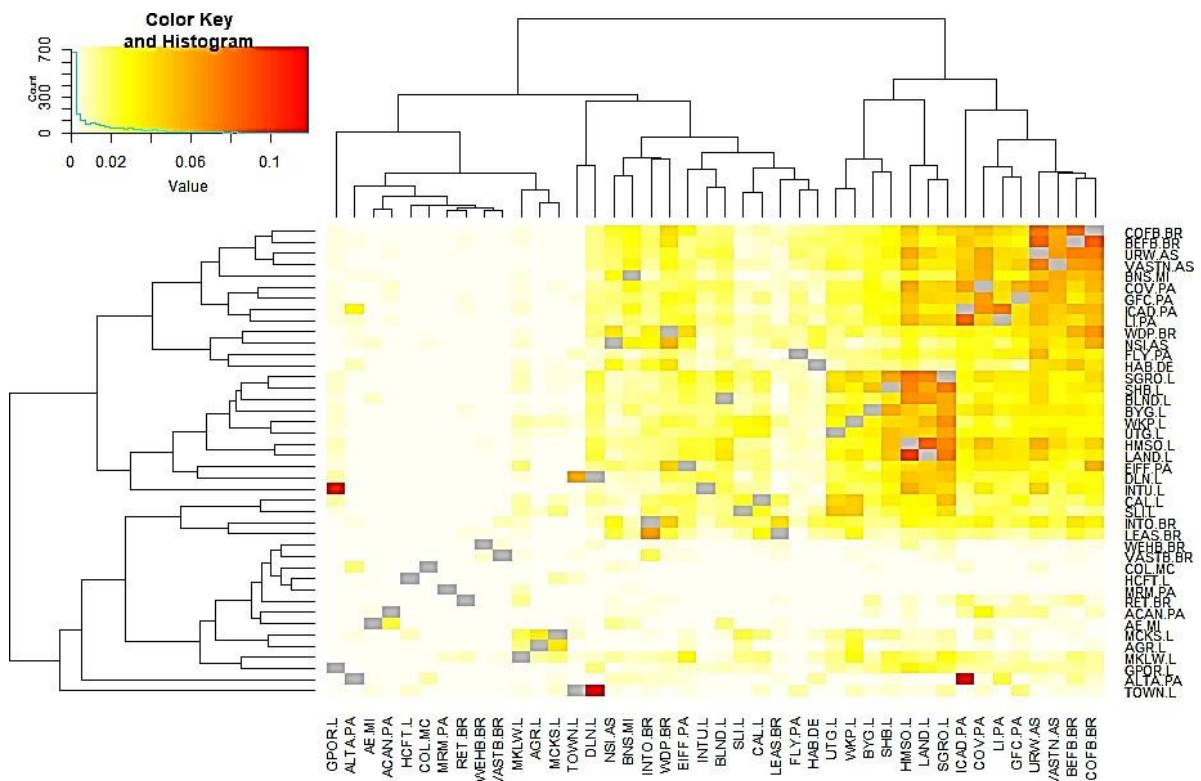 Color Key
and Histogram
Count
0 300 700
0 0.02 0.06 0.1
Value
COFB.BR
BEFB.BR
URW.AS
VASTN.AS
BNS.MI
COV.PA
GFC.PA
ICAD.PA
LI.PA
WDP.BR
NSI.AS
FLY.PA
HAB.DE
SGRO.L
SHB.L
BLND.L
BYG.L
WKP.L
UTG.L
HMSO.L
LAND.L
EIFF.PA
DLN.L
INTU.L
CAL.L
SLI.L
INTO.BR
LEAS.BR
WEHB.BR
VASTB.BR
COL.MC
HCFT.L
MRM.PA
RET.BR
ACAN.PA
AE.MI
MCKS.L
AGR.L
MKLW.L
GPOR.L
ALTA.PA
TOWN.L
GPOR.L
ALTA.PA
AE.MI
ACAN.PA
HCFT.L
COL.MC
MRM.PA
RET.BR
WEHB.BR
VASTB.BR
MKLW.L
AGR.L
MCKS.L
TOWN.L
DLN.L
NSI.AS
BNS.MI
INTO.BR
WDP.BR
EIFF.PA
INTU.L
BLND.L
SLI.L
CAL.L
LEAS.BR
FLY.PA
HAB.DE
UTG.L
WKP.L
BYG.L
SHB.L
HMSO.L
LAND.L
SGRO.L
ICAD.PA
COV.PA
LI.PA
GFC.PA
URW.AS
VASTN.AS
BEFB.BR
COFB.BR